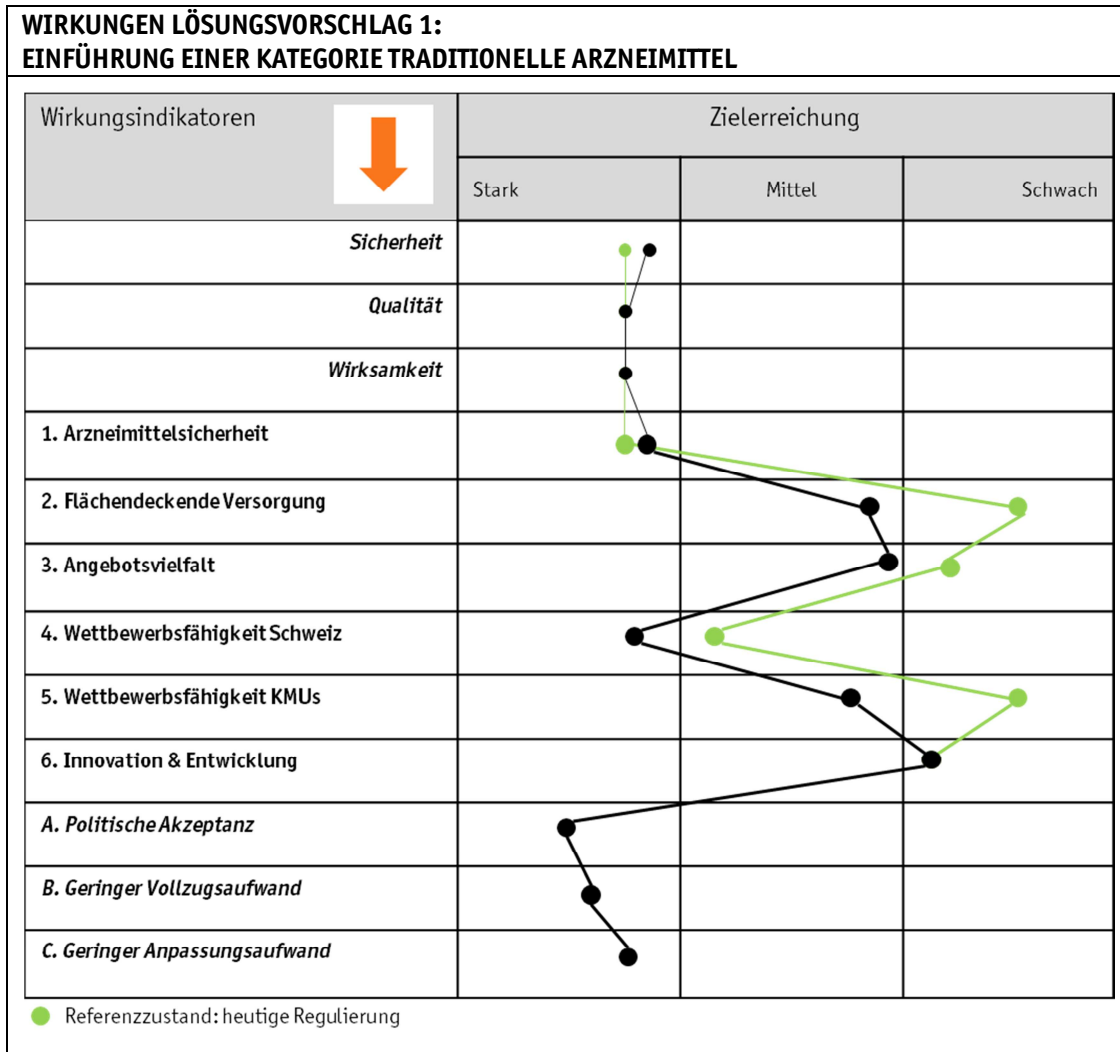 WIRKUNGEN LÖSUNGSVORSCHLAG 1:
EINFÜHRUNG EINER KATEGORIE TRADITIONELLE ARZNEIMITTEL
Wirkungsindikatoren
Zielerreichung
Stark
Mittel
Schwach
Sicherheit
Qualität
Wirksamkeit
1. Arzneimittelsicherheit
2. Flächendeckende Versorgung
3. Angebotsvielfalt
4. Wettbewerbsfähigkeit Schweiz
5. Wettbewerbsfähigkeit KMUs
6. Innovation & Entwicklung
A. Politische Akzeptanz
B. Geringer Vollzugsaufwand
C. Geringer Anpassungsaufwand
Referenzzustand: heutige Regulierung